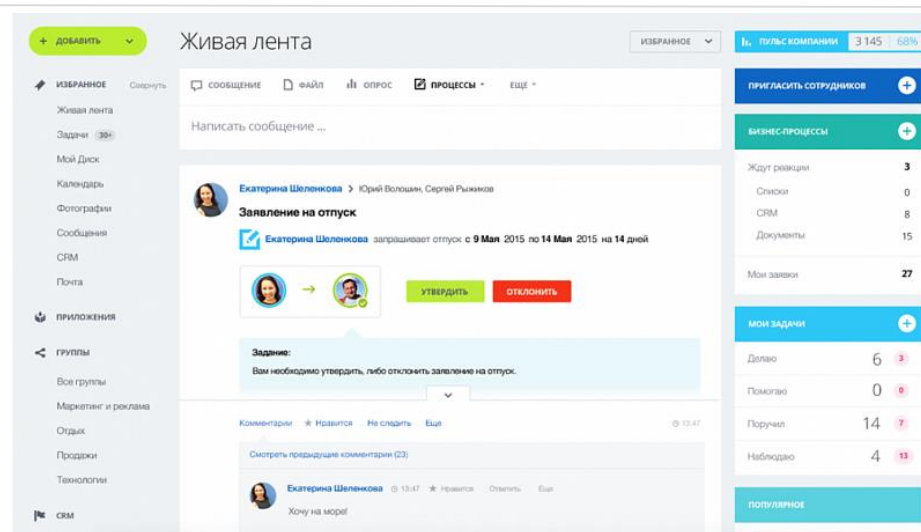 + ДОБАВИТЬ
ИЗБРАННОЕ Свернуть
Живая лента
Задачи 30+
Мой Диск
Календарь
Фотографии
Сообщения
CRM
Почта
ПРИЛОЖЕНИЯ
ГРУППЫ
Все группы
Маркетинг и реклама
Отдых
Продажи
Технологии
CRM
Живая лента
ИЗБРАННОЕ
СООБЩЕНИЕ ФАЙЛ ОПРОС ПРОЦЕССЫ ЕЩЕ
Написать сообщение ...
Екатерина Шеленкова > Юрий Волошин, Сергей Рыжиков
Заявление на отпуск
Екатерина Шеленкова запрашивает отпуск с 9 Мая 2015 по 14 Мая 2015 на 14 дней
УТВЕРДИТЬ ОТКЛОНИТЬ
Задание:
Вам необходимо утвердить, либо отклонить заявление на отпуск.
Комментарии Нравится Не следить Еще 13:47
Смотреть предыдущие комментарии (23)
Екатерина Шеленкова 13:47 Нравится Ответить Еще
Хочу на море!
ПУЛЬС КОМПАНИИ 3 145 68%
ПРИГЛАСИТЬ СОТРУДНИКОВ +
БИЗНЕС-ПРОЦЕССЫ +
Ждут реакции 3
Списки 0
CRM 8
Документы 15
Мои заявки 27
МОИ ЗАДАЧИ +
Делаю 6 3
Помогаю 0 0
Поручил 14 7
Наблюдаю 4 13
ПОПУЛЯРНОЕ